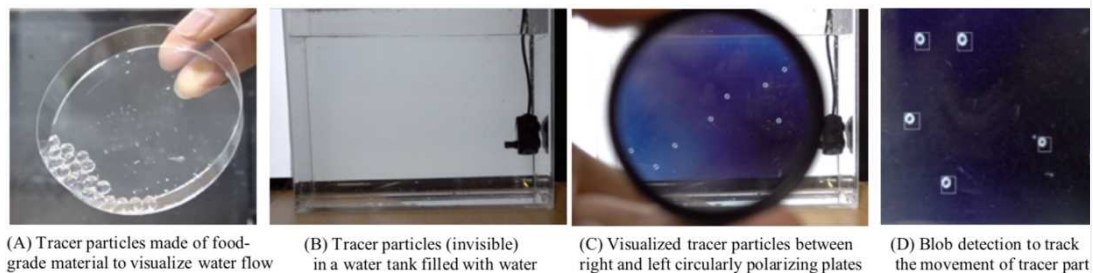 (A) Tracer particles made of food-
grade material to visualize water flow
(B) Tracer particles (invisible)
in a water tank filled with water
(C) Visualized tracer particles between
right and left circularly polarizing plates
(D) Blob detection to track
the movement of tracer part